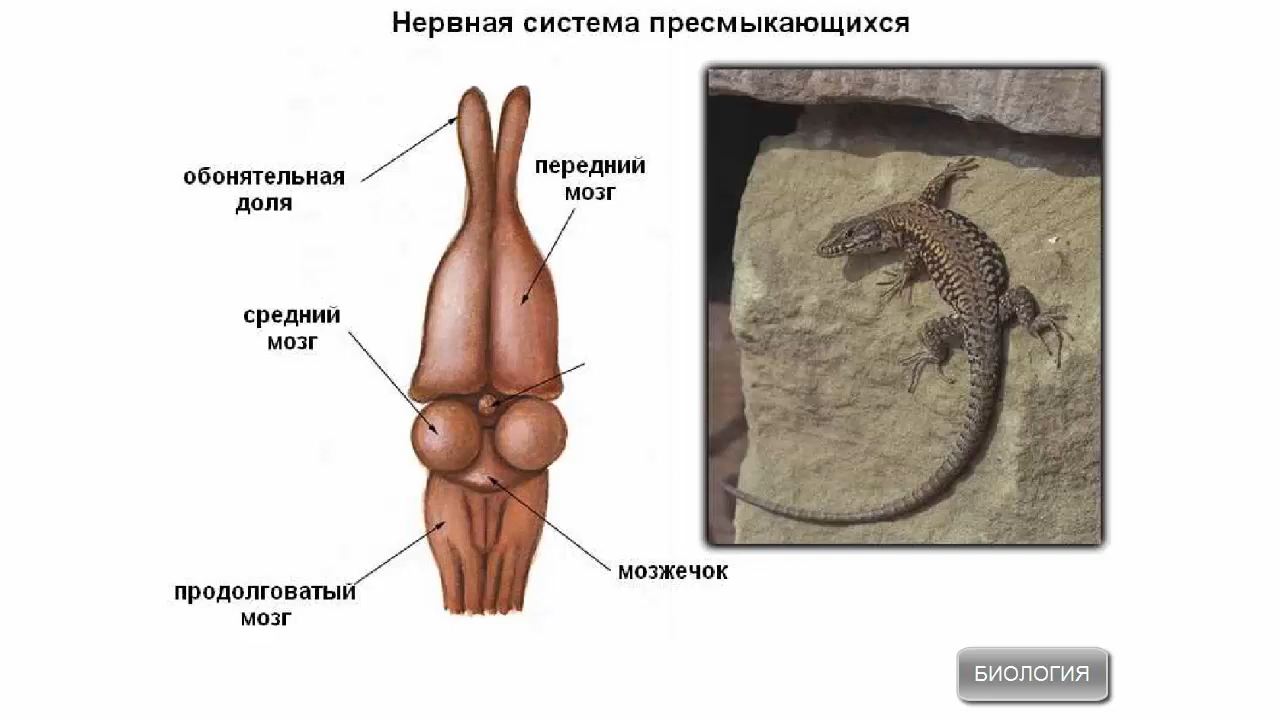 Нервная система пресмыкающихся
обонятельная
доля
передний
мозг
средний
мозг
мозжечок
продолговатый
мозг
БИОЛОГИЯ